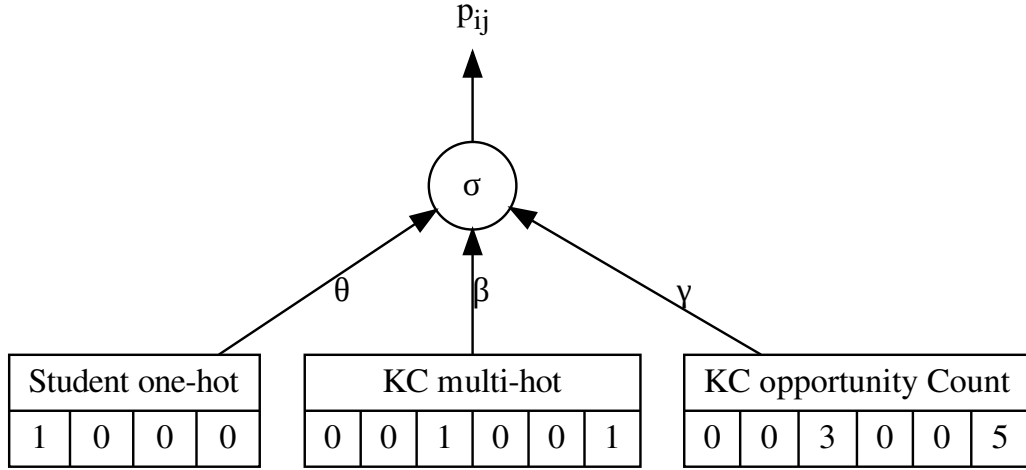 p_ij
σ
θ
β
γ
Student one-hot
KC multi-hot
KC opportunity Count
1 0 0 0
0 0 1 0 0 1
0 0 3 0 0 5